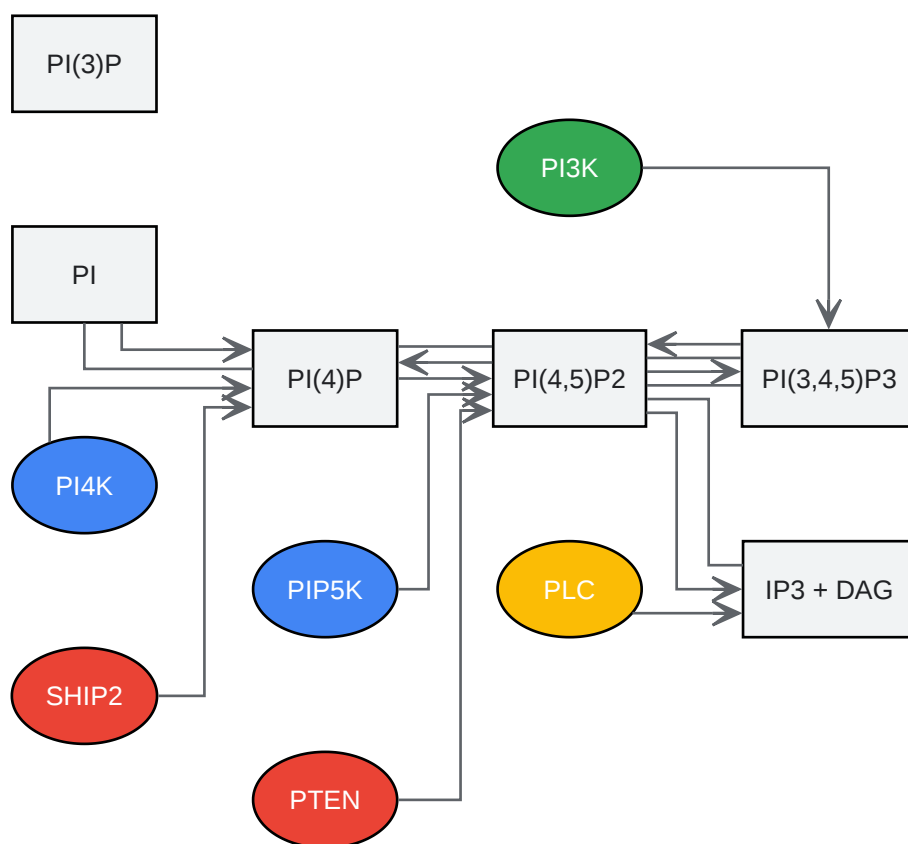 PI(3)P
PI3K
PI
PI(4)P
PI(4,5)P2
PI(3,4,5)P3
PI4K
PIP5K
PLC
IP3 + DAG
SHIP2
PTEN